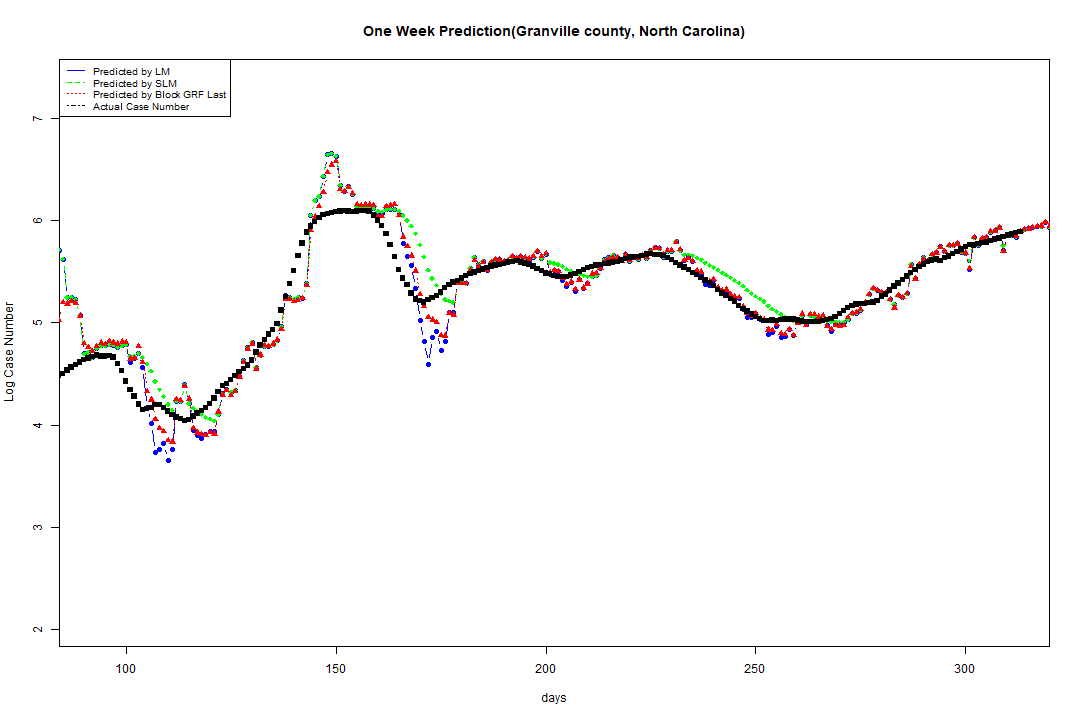 One Week Prediction(Granville county, North Carolina)
Predicted by LM
Predicted by SLM
Predicted by Block GRF Last
Actual Case Number
7
6
5
4
3
2
Log Case Number
100 150 200 250 300
days